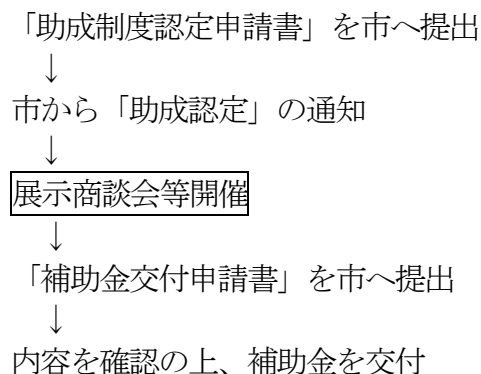 「助成制度認定申請書」を市へ提出
↓
市から「助成認定」の通知
↓
展示商談会等開催
↓
「補助金交付申請書」を市へ提出
↓
内容を確認の上、補助金を交付